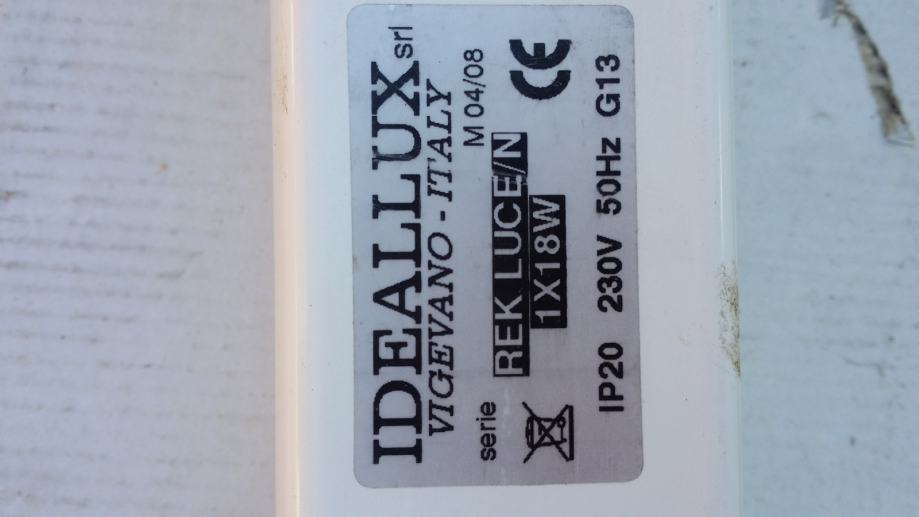 IDEALLUX srl
VIGEVANO - ITALY
M 04/08
serie REK LUCE/N
1X18W
CE
IP20 230V 50Hz G13